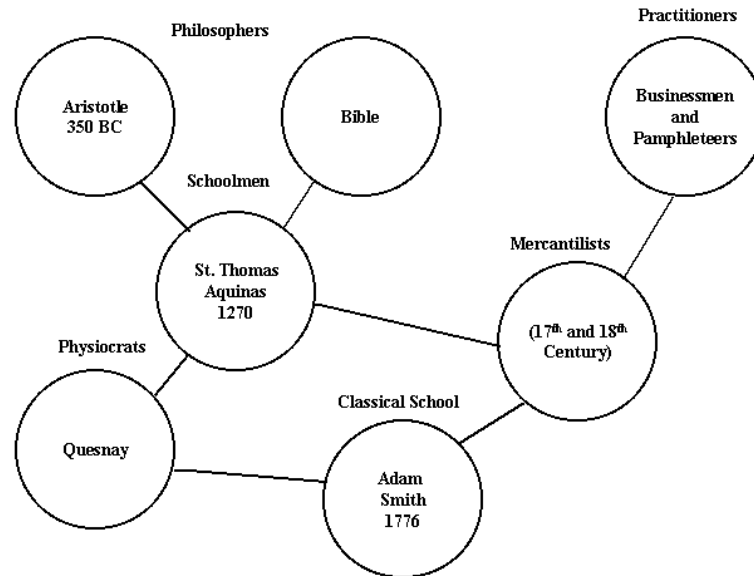 Philosophers
Practitioners
Aristotle
350 BC
Bible
Businessmen
and
Pamphleteers
Schoolmen
St. Thomas
Aquinas
1270
Mercantilists
(17th and 18th
Century)
Physiocrats
Quesnay
Classical School
Adam
Smith
1776